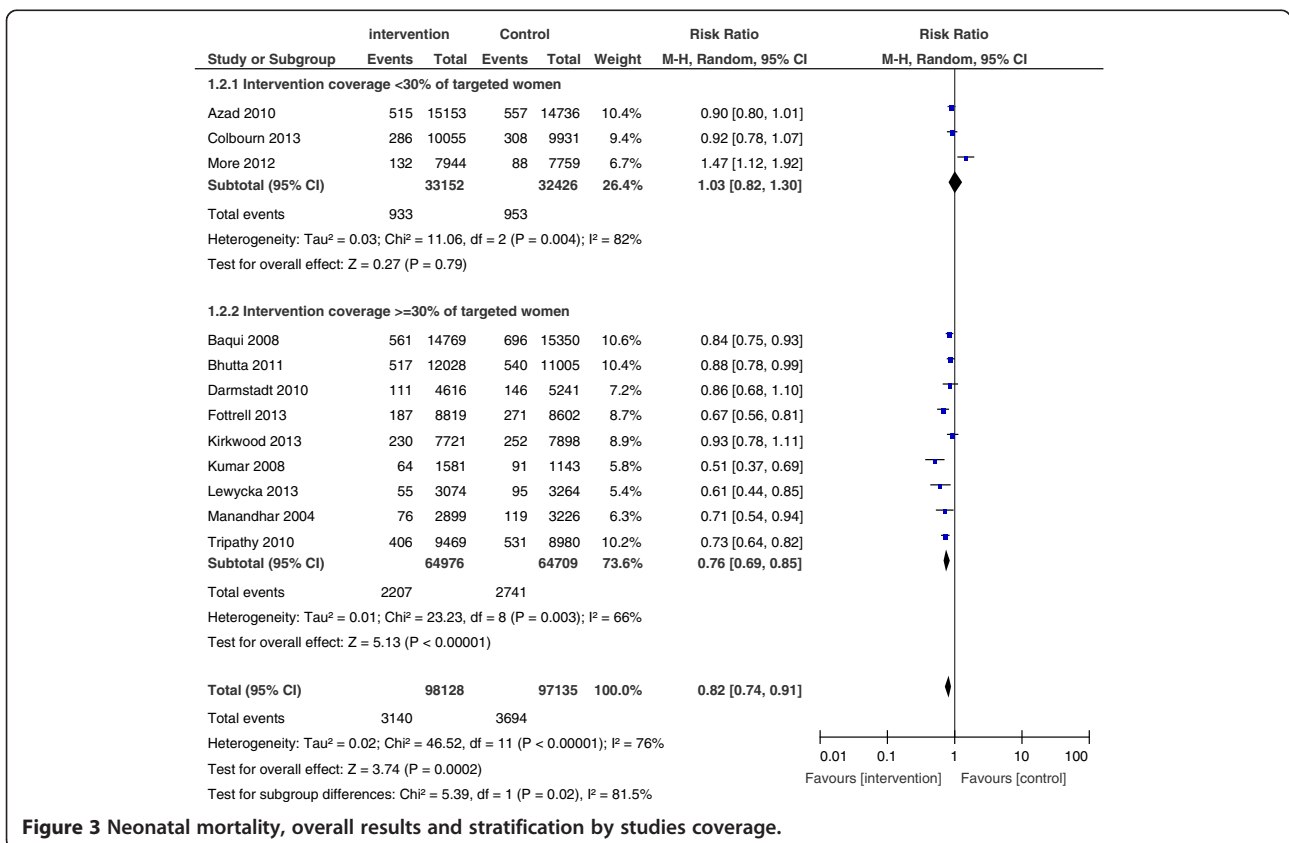 intervention Control Risk Ratio Risk Ratio
Study or Subgroup Events Total Events Total Weight M-H, Random, 95% CI M-H, Random, 95% CI
1.2.1 Intervention coverage <30% of targeted women
Azad 2010 515 15153 557 14736 10.4% 0.90 [0.80, 1.01]
Colbourn 2013 286 10055 308 9931 9.4% 0.92 [0.78, 1.07]
More 2012 132 7944 88 7759 6.7% 1.47 [1.12, 1.92]
Subtotal (95% CI) 33152 32426 26.4% 1.03 [0.82, 1.30]
Total events 933 953
Heterogeneity: Tau² = 0.03; Chi² = 11.06, df = 2 (P = 0.004); I² = 82%
Test for overall effect: Z = 0.27 (P = 0.79)
1.2.2 Intervention coverage >=30% of targeted women
Baqui 2008 561 14769 696 15350 10.6% 0.84 [0.75, 0.93]
Bhutta 2011 517 12028 540 11005 10.4% 0.88 [0.78, 0.99]
Darmstadt 2010 111 4616 146 5241 7.2% 0.86 [0.68, 1.10]
Fottrell 2013 187 8819 271 8602 8.7% 0.67 [0.56, 0.81]
Kirkwood 2013 230 7721 252 7898 8.9% 0.93 [0.78, 1.11]
Kumar 2008 64 1581 91 1143 5.8% 0.51 [0.37, 0.69]
Lewycka 2013 55 3074 95 3264 5.4% 0.61 [0.44, 0.85]
Manandhar 2004 76 2899 119 3226 6.3% 0.71 [0.54, 0.94]
Tripathy 2010 406 9469 531 8980 10.2% 0.73 [0.64, 0.82]
Subtotal (95% CI) 64976 64709 73.6% 0.76 [0.69, 0.85]
Total events 2207 2741
Heterogeneity: Tau² = 0.01; Chi² = 23.23, df = 8 (P = 0.003); I² = 66%
Test for overall effect: Z = 5.13 (P < 0.00001)
Total (95% CI) 98128 97135 100.0% 0.82 [0.74, 0.91]
Total events 3140 3694
Heterogeneity: Tau² = 0.02; Chi² = 46.52, df = 11 (P < 0.00001); I² = 76%
Test for overall effect: Z = 3.74 (P = 0.0002)
Test for subgroup differences: Chi² = 5.39, df = 1 (P = 0.02), I² = 81.5%
0.01 0.1 1 10 100
Favours [intervention] Favours [control]
Figure 3 Neonatal mortality, overall results and stratification by studies coverage.